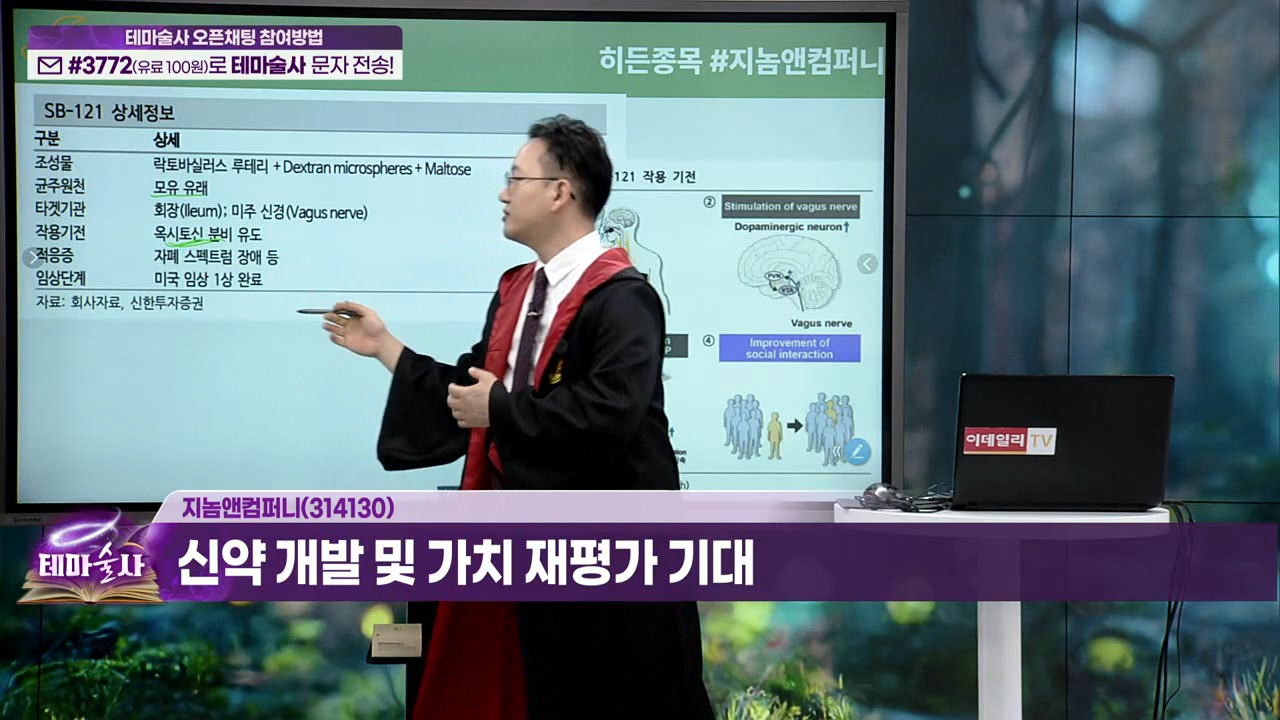 테마술사 오픈채팅 참여방법
#3772(유료 100원)로 테마술사 문자 전송!
히든종목 #지놈앤컴퍼니
SB-121 상세정보
구분 상세
조성물 락토바실러스 루테리 + Dextran microspheres + Maltose
균주원천 모유 유래
타겟기관 회장(Ileum); 미주 신경(Vagus nerve)
작용기전 옥시토신 분비 유도
적응증 자폐 스펙트럼 장애 등
임상단계 미국 임상 1상 완료
자료: 회사자료, 신한투자증권
121 작용 기전
② Stimulation of vagus nerve
Dopaminergic neuron↑
PVN
VTA
Vagus nerve
④ Improvement of
social interaction
이데일리 TV
지놈앤컴퍼니(314130)
테마술사
신약 개발 및 가치 재평가 기대